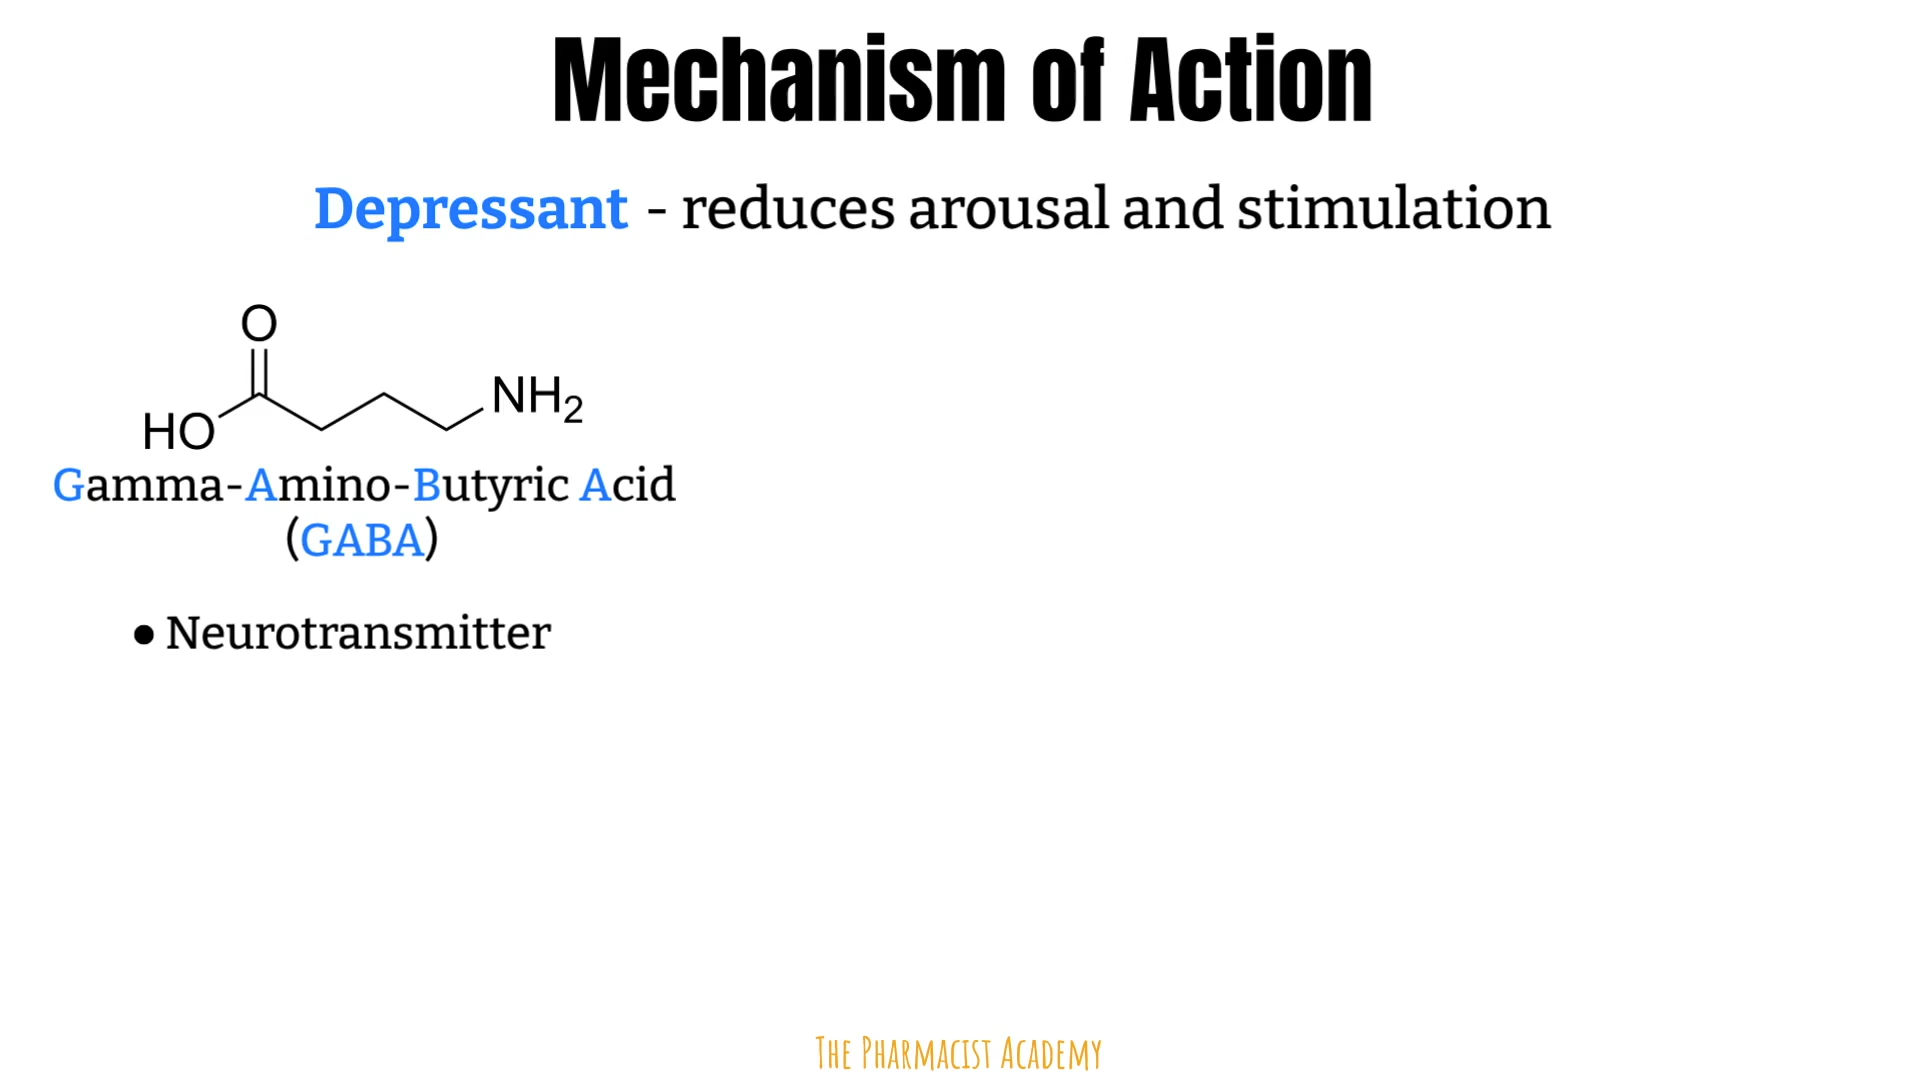 Mechanism of Action
Depressant - reduces arousal and stimulation
O
HO
NH₂
Gamma-Amino-Butyric Acid
(GABA)
● Neurotransmitter
The Pharmacist Academy